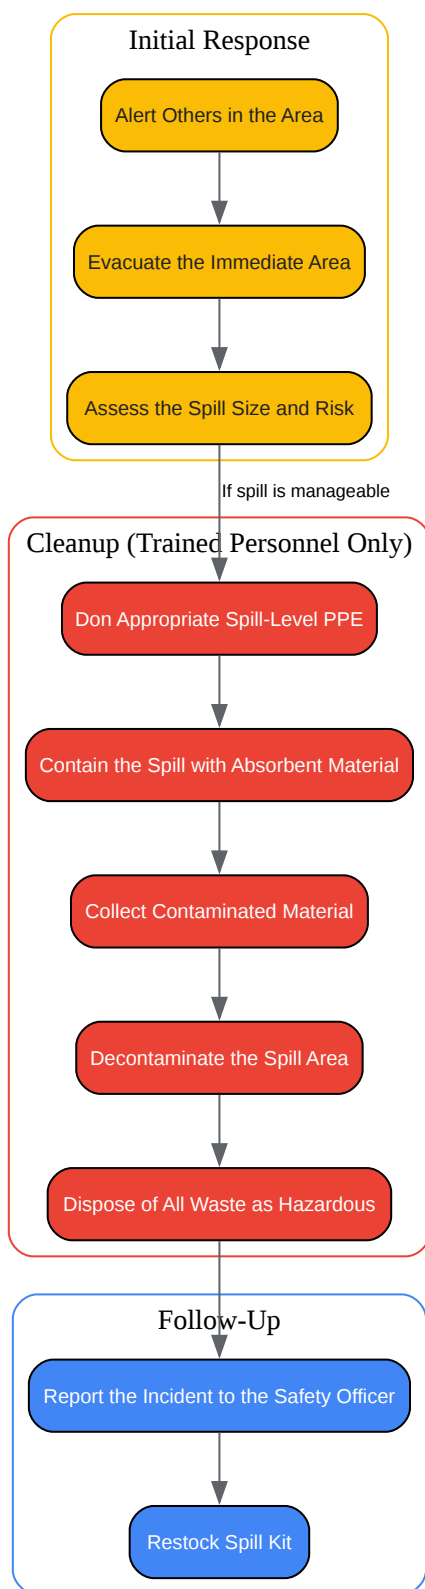 Initial Response
Alert Others in the Area
Evacuate the Immediate Area
Assess the Spill Size and Risk
If spill is manageable
Cleanup (Trained Personnel Only)
Don Appropriate Spill-Level PPE
Contain the Spill with Absorbent Material
Collect Contaminated Material
Decontaminate the Spill Area
Dispose of All Waste as Hazardous
Follow-Up
Report the Incident to the Safety Officer
Restock Spill Kit